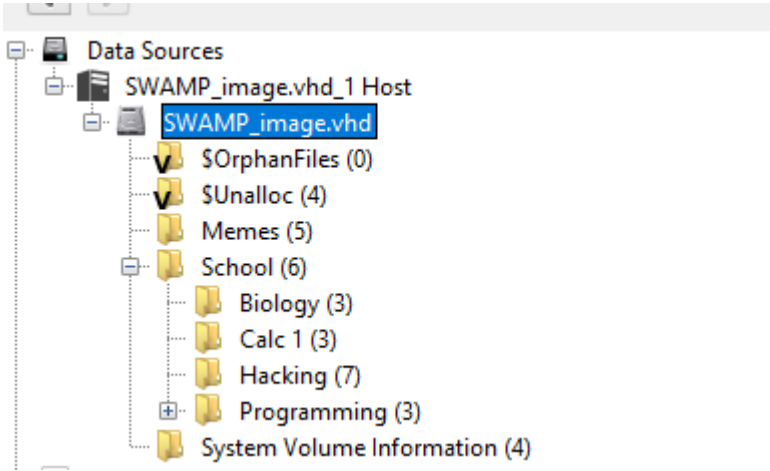 Data Sources
SWAMP_image.vhd_1 Host
SWAMP_image.vhd
$OrphanFiles (0)
$Unalloc (4)
Memes (5)
School (6)
Biology (3)
Calc 1 (3)
Hacking (7)
Programming (3)
System Volume Information (4)